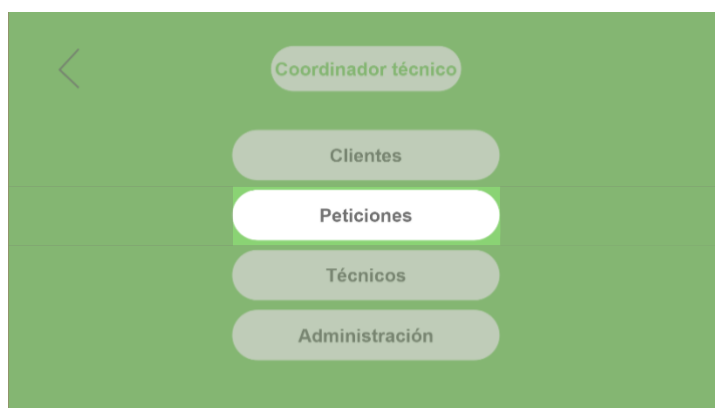 Coordinador técnico
Clientes
Peticiones
Técnicos
Administración